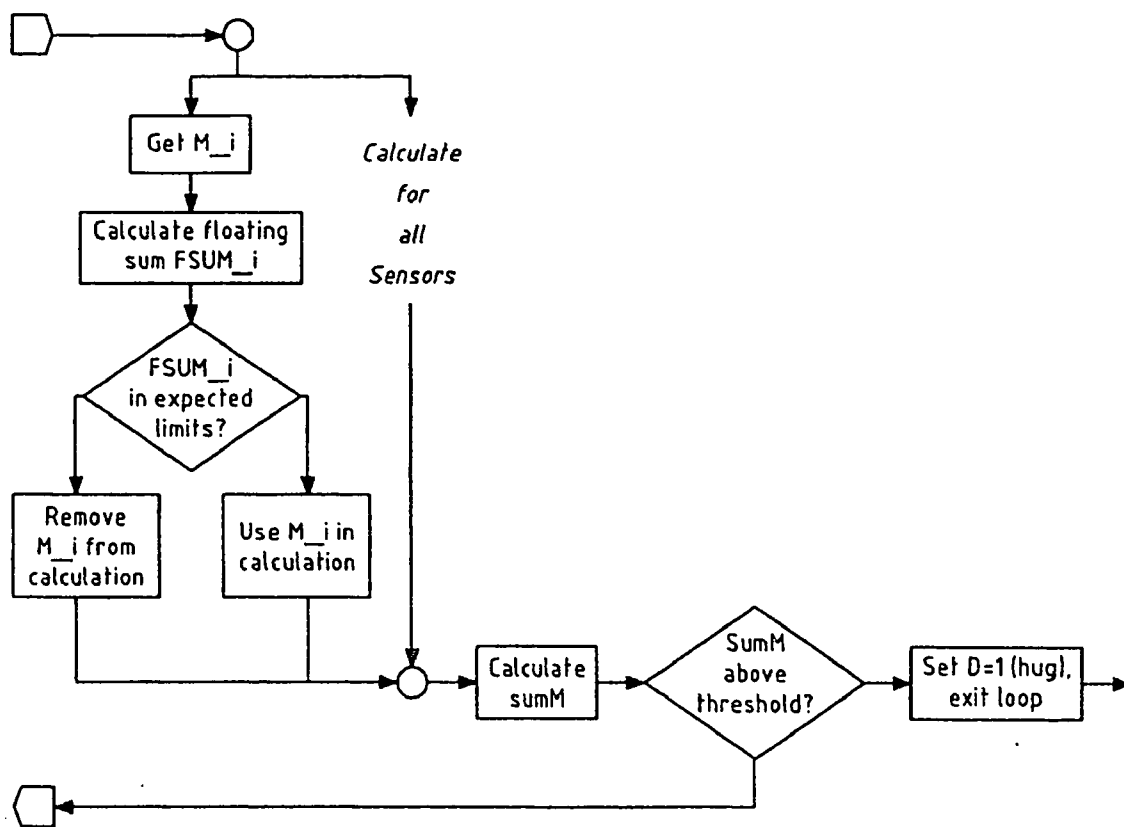 Get M_i
Calculate
for
all
Sensors
Calculate floating
sum FSUM_i
FSUM_i
in expected
limits?
Remove
M_i from
calculation
Use M_i in
calculation
Calculate
sumM
SumM
above
threshold?
Set D=1 (hug),
exit loop